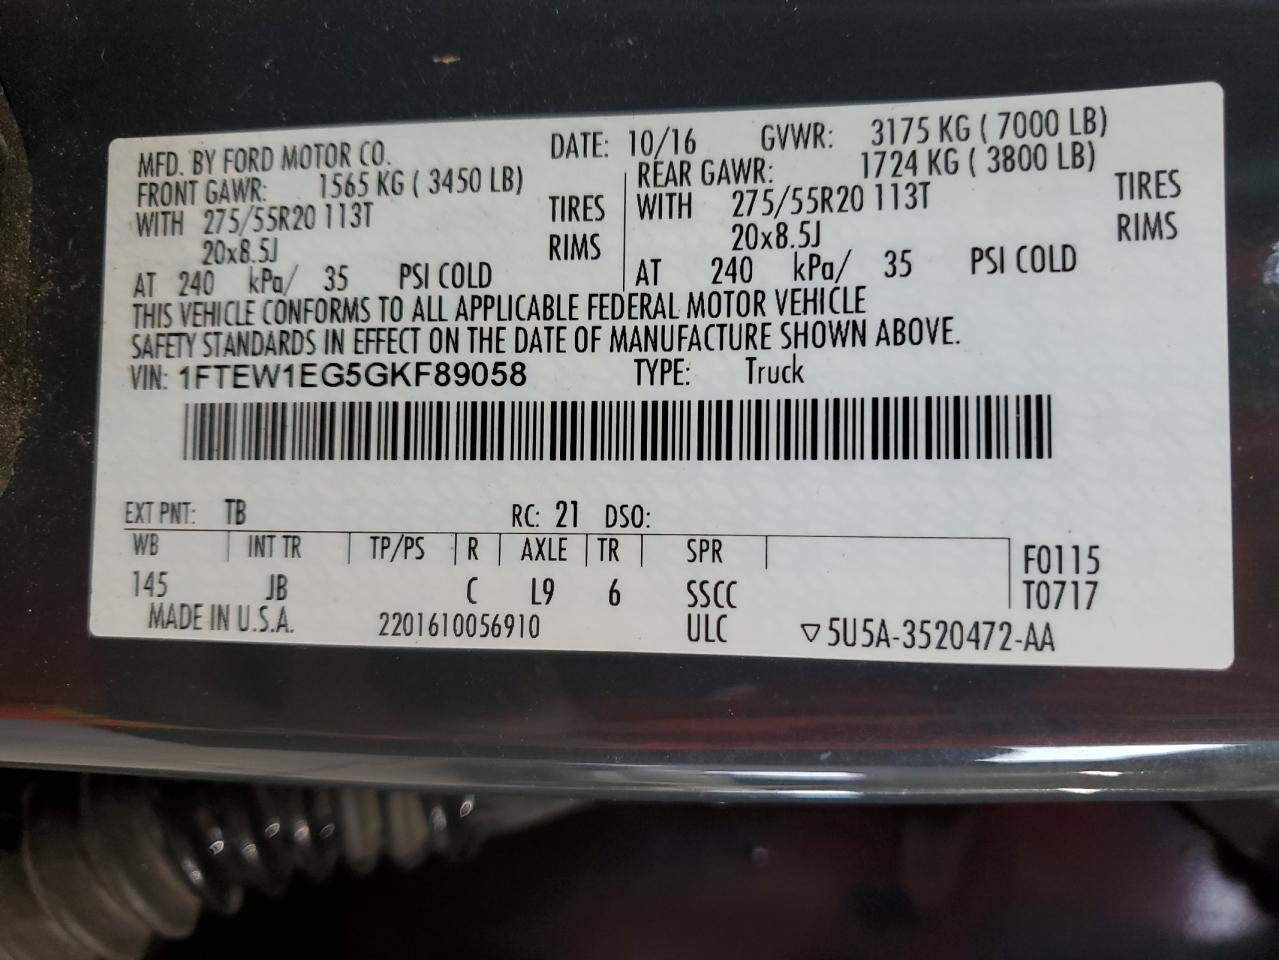 MFD. BY FORD MOTOR CO. DATE: 10/16 GVWR: 3175 KG ( 7000 LB)
FRONT GAWR: 1565 KG ( 3450 LB) REAR GAWR: 1724 KG ( 3800 LB)
WITH 275/55R20 113T TIRES WITH 275/55R20 113T TIRES
20x8.5J RIMS 20x8.5J RIMS
AT 240 kPa/ 35 PSI COLD AT 240 kPa/ 35 PSI COLD
THIS VEHICLE CONFORMS TO ALL APPLICABLE FEDERAL MOTOR VEHICLE
SAFETY STANDARDS IN EFFECT ON THE DATE OF MANUFACTURE SHOWN ABOVE.
VIN: 1FTEW1EG5GKF89058 TYPE: Truck
EXT PNT: TB RC: 21 DSO:
WB INT TR TP/PS R AXLE TR SPR F0115
145 JB C L9 6 SSCC T0717
MADE IN U.S.A. 2201610056910 ULC ▽5U5A-3520472-AA